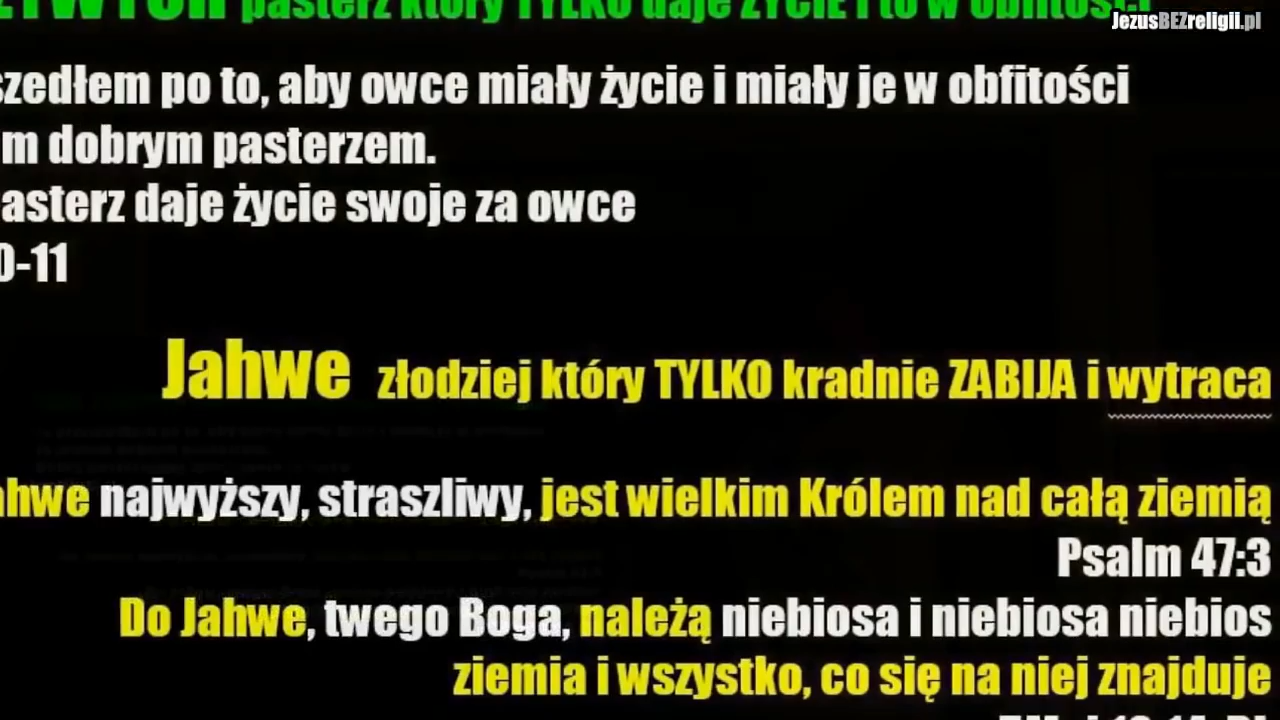 pasterz który TYLKO daje ŻYCIE i to w obfitości
JezusBEZreligii.pl
szedłem po to, aby owce miały życie i miały je w obfitości
m dobrym pasterzem.
asterz daje życie swoje za owce
0-11
Jahwe złodziej który TYLKO kradnie ZABIJA i wytraca
ahwe najwyższy, straszliwy, jest wielkim Królem nad całą ziemią
Psalm 47:3
Do Jahwe, twego Boga, należą niebiosa i niebiosa niebios
ziemia i wszystko, co się na niej znajduje